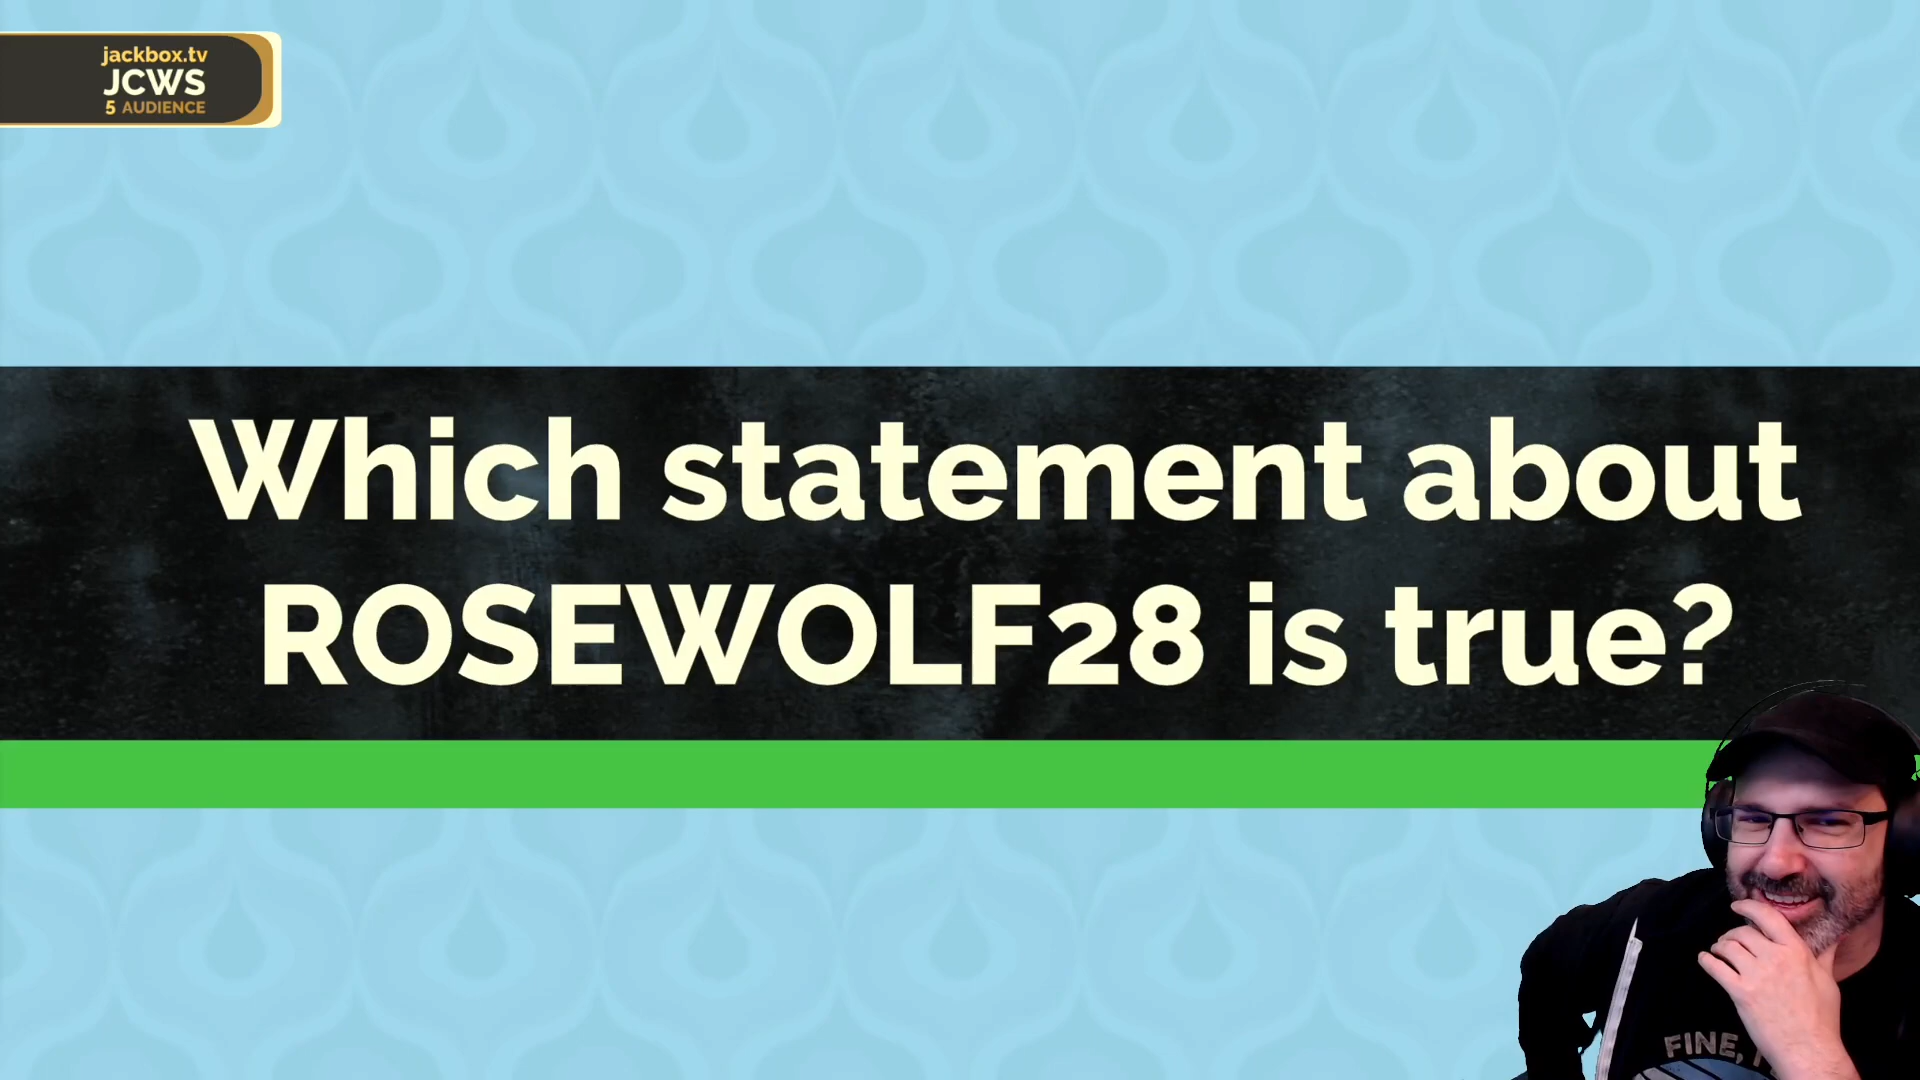 jackbox.tv
JCWS
5 AUDIENCE
Which statement about
ROSEWOLF28 is true?
FINE,